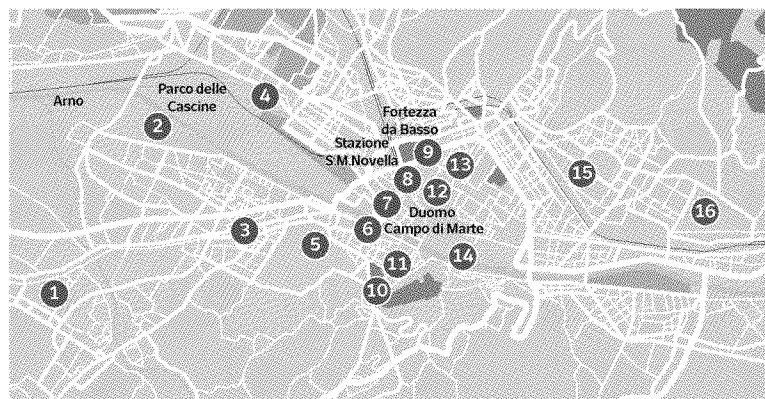 Arno
Parco delle
Cascine
4
2
Fortezza
da Basso
Stazione
S.M.Novella
9
13
8
12
7
15
16
Duomo
Campo di Marte
6
3
5
14
11
10
1